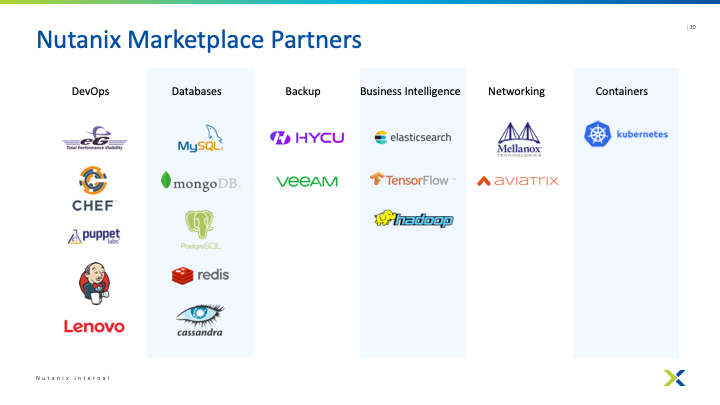 | 10
Nutanix Marketplace Partners
DevOps
eG
Total Performance Visibility
CHEF
puppet
labs
Lenovo
Databases
MySQL
mongoDB
PostgreSQL
redis
cassandra
Backup
HYCU
veeam
Business Intelligence
elasticsearch
TensorFlow™
hadoop
Networking
Mellanox
TECHNOLOGIES
aviatrix
Containers
kubernetes
Nutanix Internal